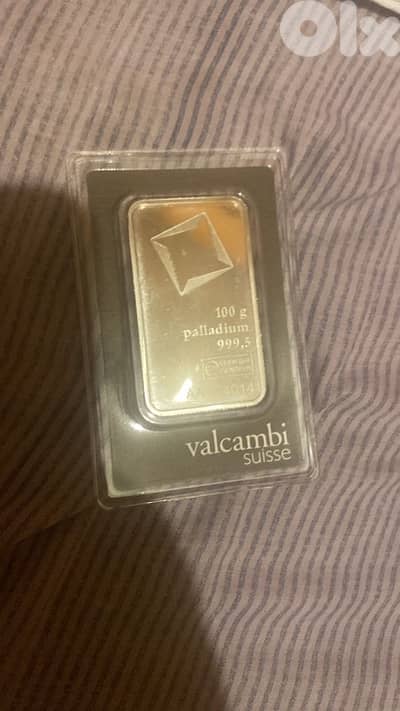 OLX
100 g
palladium
999,5
valcambi
suisse